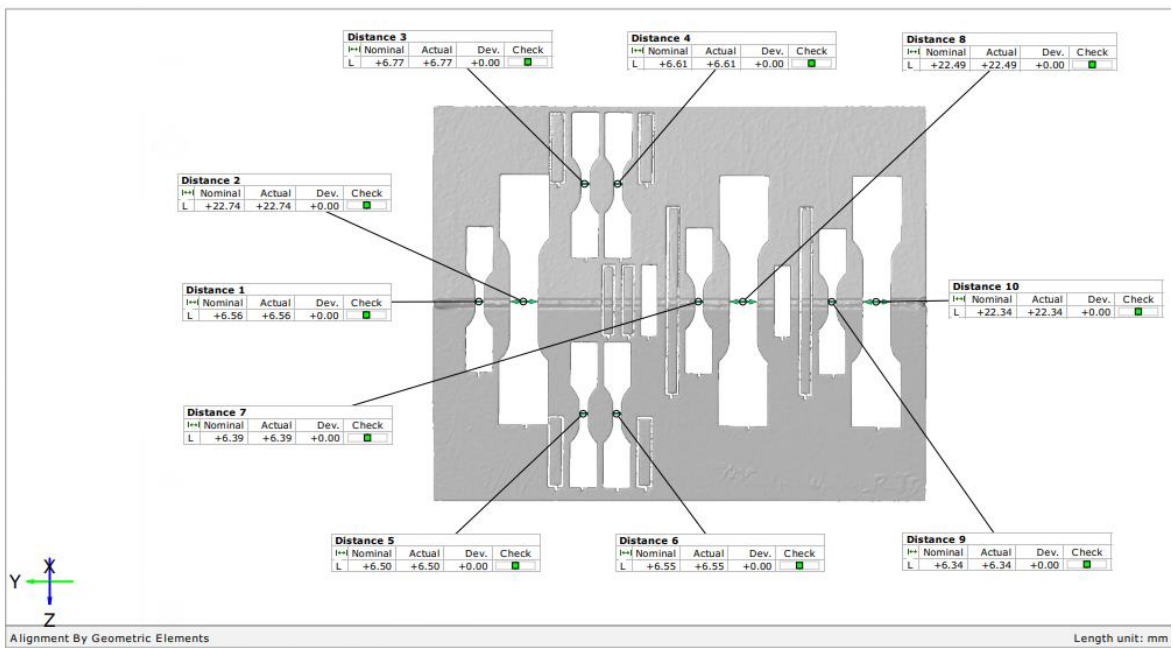 Distance 3
Nominal Actual Dev. Check
L +6.77 +6.77 +0.00
Distance 4
Nominal Actual Dev. Check
L +6.61 +6.61 +0.00
Distance 8
Nominal Actual Dev. Check
L +22.49 +22.49 +0.00
Distance 2
Nominal Actual Dev. Check
L +22.74 +22.74 +0.00
Distance 1
Nominal Actual Dev. Check
L +6.56 +6.56 +0.00
Distance 10
Nominal Actual Dev. Check
L +22.34 +22.34 +0.00
Distance 7
Nominal Actual Dev. Check
L +6.39 +6.39 +0.00
Distance 5
Nominal Actual Dev. Check
L +6.50 +6.50 +0.00
Distance 6
Nominal Actual Dev. Check
L +6.55 +6.55 +0.00
Distance 9
Nominal Actual Dev. Check
L +6.34 +6.34 +0.00
X
Y
Z
Alignment By Geometric Elements
Length unit: mm